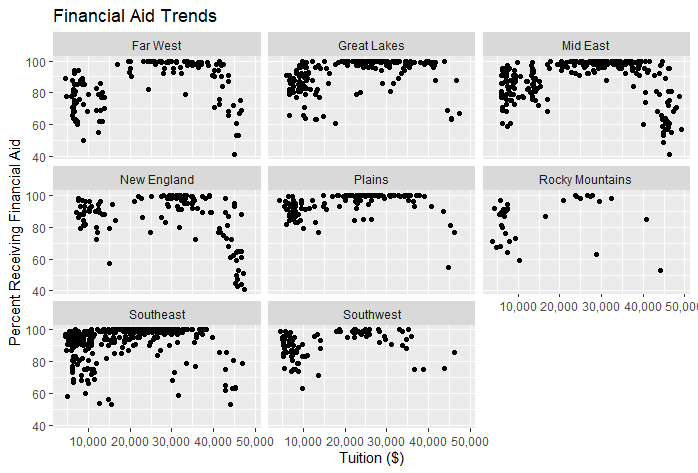 Financial Aid Trends
Far West
Great Lakes
Mid East
100
80
60
40
New England
Plains
Rocky Mountains
100
80
60
40
10,000 20,000 30,000 40,000 50,000
Southeast
Southwest
100
80
60
40
10,000 20,000 30,000 40,000 50,000
10,000 20,000 30,000 40,000 50,000
Tuition ($)
Percent Receiving Financial Aid